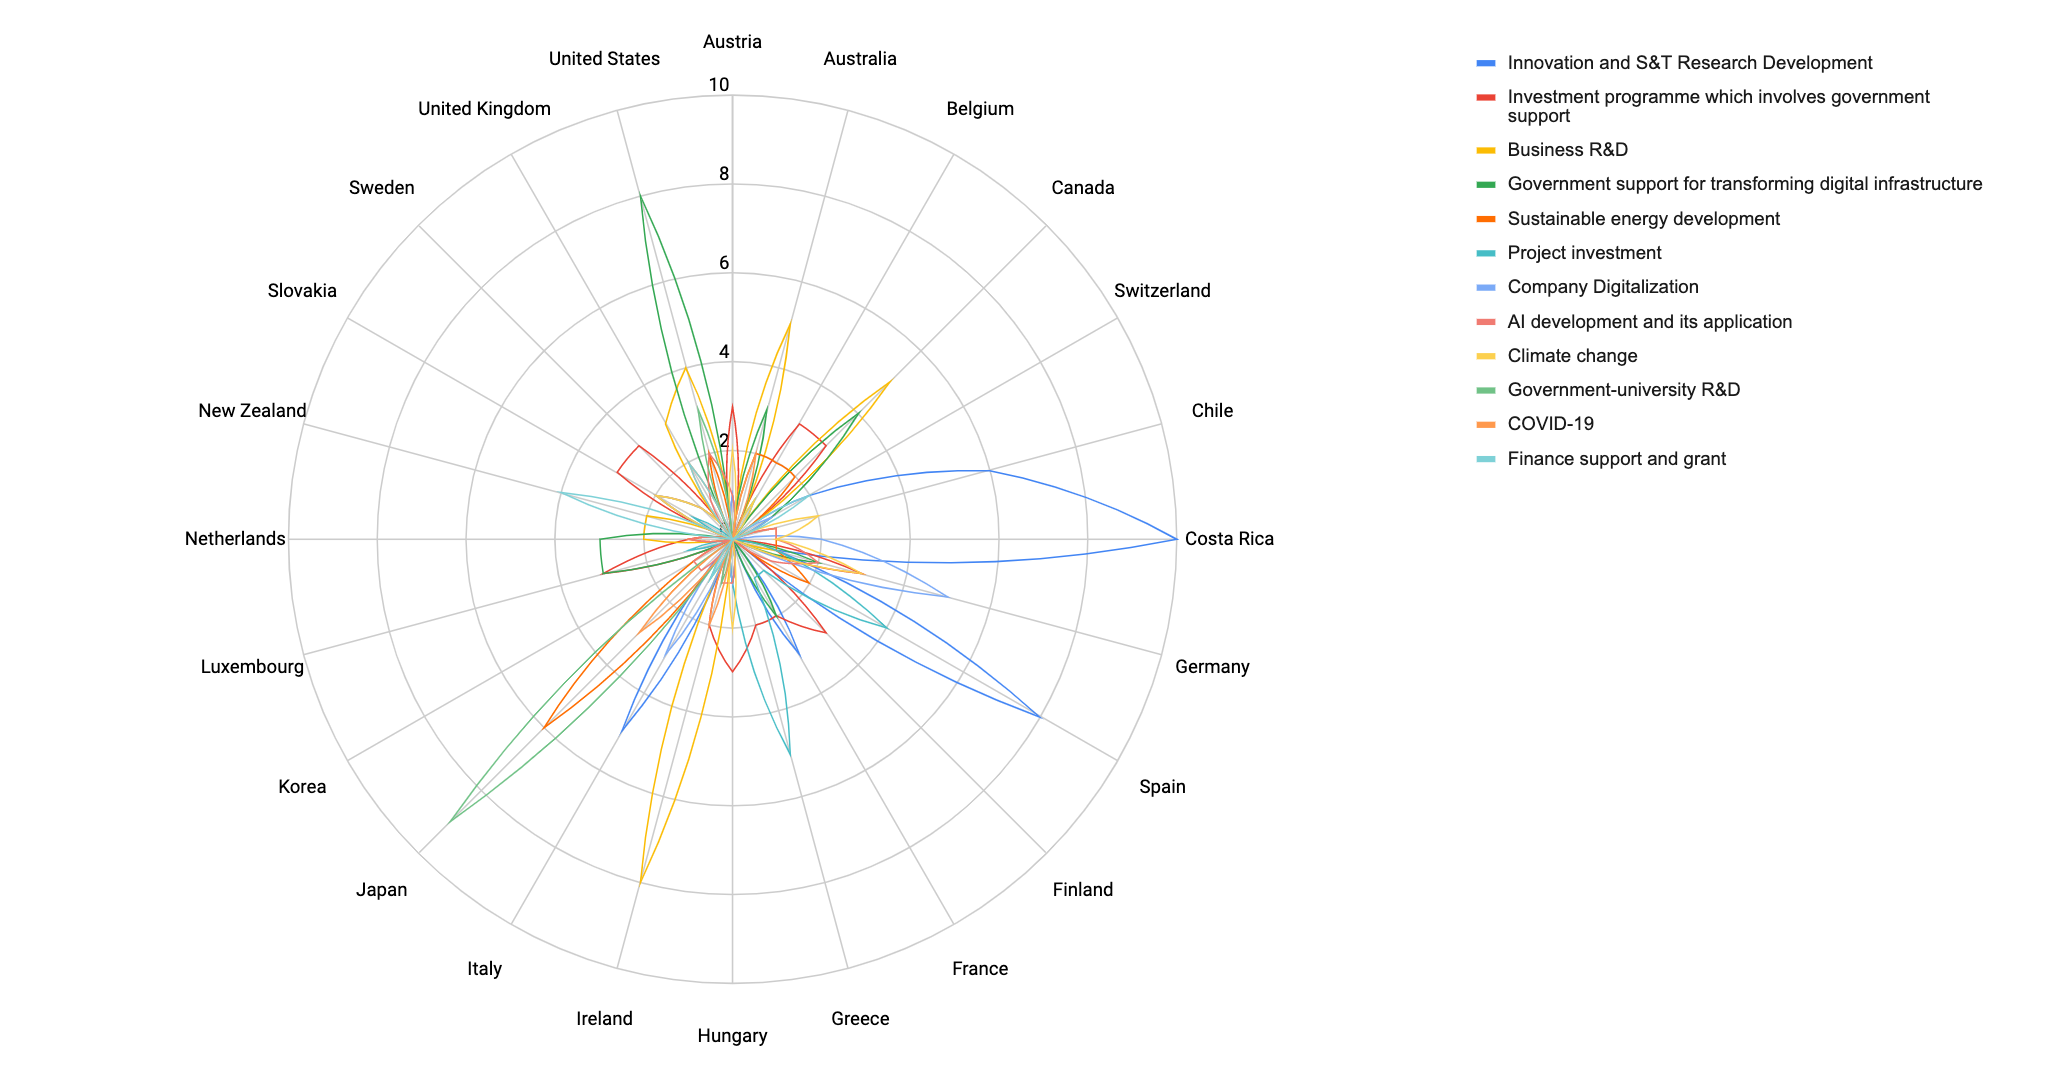 Austria
Australia
Belgium
Canada
Switzerland
Chile
Costa Rica
Germany
Spain
Finland
France
Greece
Hungary
Ireland
Italy
Japan
Korea
Luxembourg
Netherlands
New Zealand
Slovakia
Sweden
United Kingdom
United States
10
8
6
4
2
Innovation and S&T Research Development
Investment programme which involves government
support
Business R&D
Government support for transforming digital infrastructure
Sustainable energy development
Project investment
Company Digitalization
AI development and its application
Climate change
Government-university R&D
COVID-19
Finance support and grant